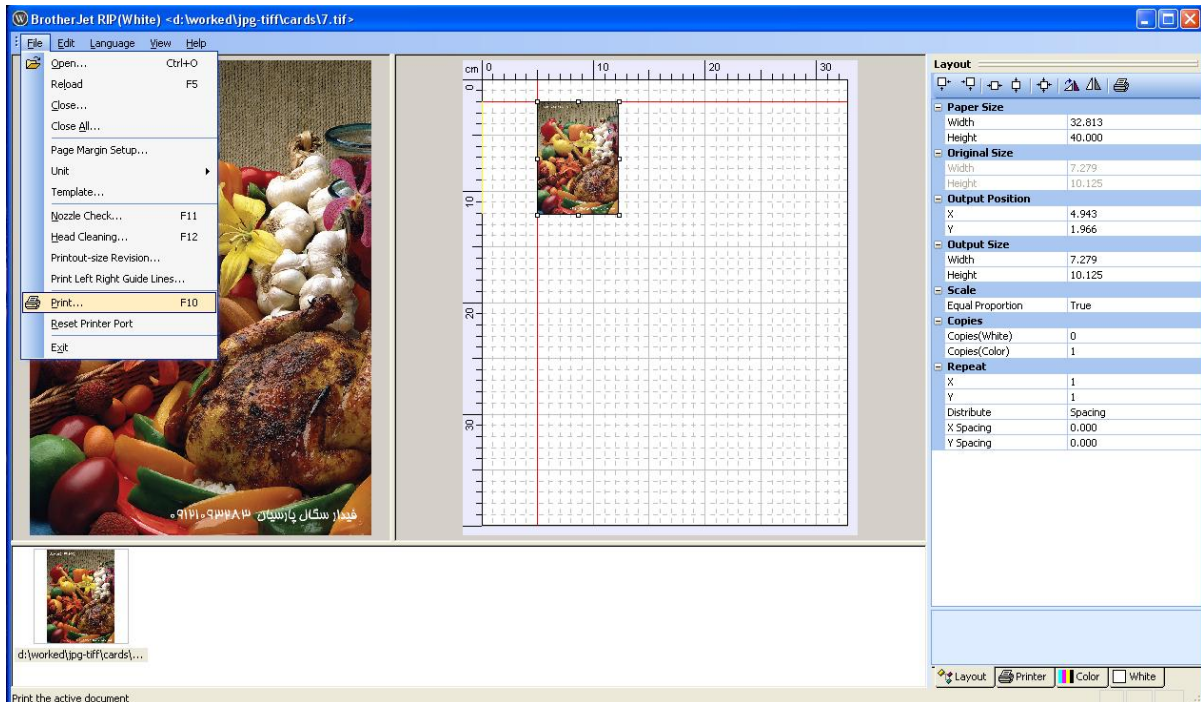 BrotherJet RIP(White) <d:\worked\jpg-tiff\cards\7.tif>
File Edit Language View Help
Open... Ctrl+O
Reload F5
Close...
Close All...
Page Margin Setup...
Unit
Template...
Nozzle Check... F11
Head Cleaning... F12
Printout-size Revision...
Print Left Right Guide Lines...
Print... F10
Reset Printer Port
Exit
فیدار سگال پارسیان ۰۹۱۲۱۰۹۳۲۸۳
cm 0 10 20 30
0
10
20
30
Layout
Paper Size
Width 32.813
Height 40.000
Original Size
Width 7.279
Height 10.125
Output Position
X 4.943
Y 1.966
Output Size
Width 7.279
Height 10.125
Scale
Equal Proportion True
Copies
Copies(White) 0
Copies(Color) 1
Repeat
X 1
Y 1
Distribute Spacing
X Spacing 0.000
Y Spacing 0.000
d:\worked\jpg-tiff\cards\...
Layout Printer Color White
Print the active document